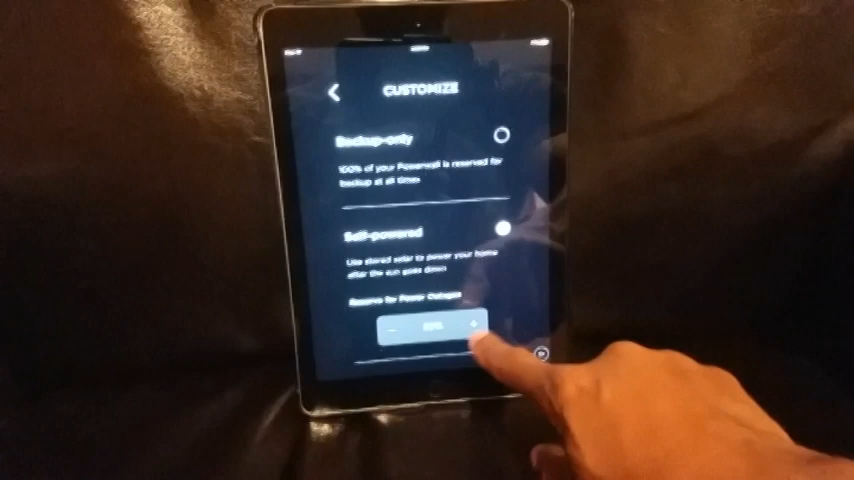 CUSTOMIZE
Backup-only
100% of your Powerwall is reserved for
backup at all times
Self-powered
Use stored solar to power your home
after the sun goes down
Reserve for Power Outages
− +